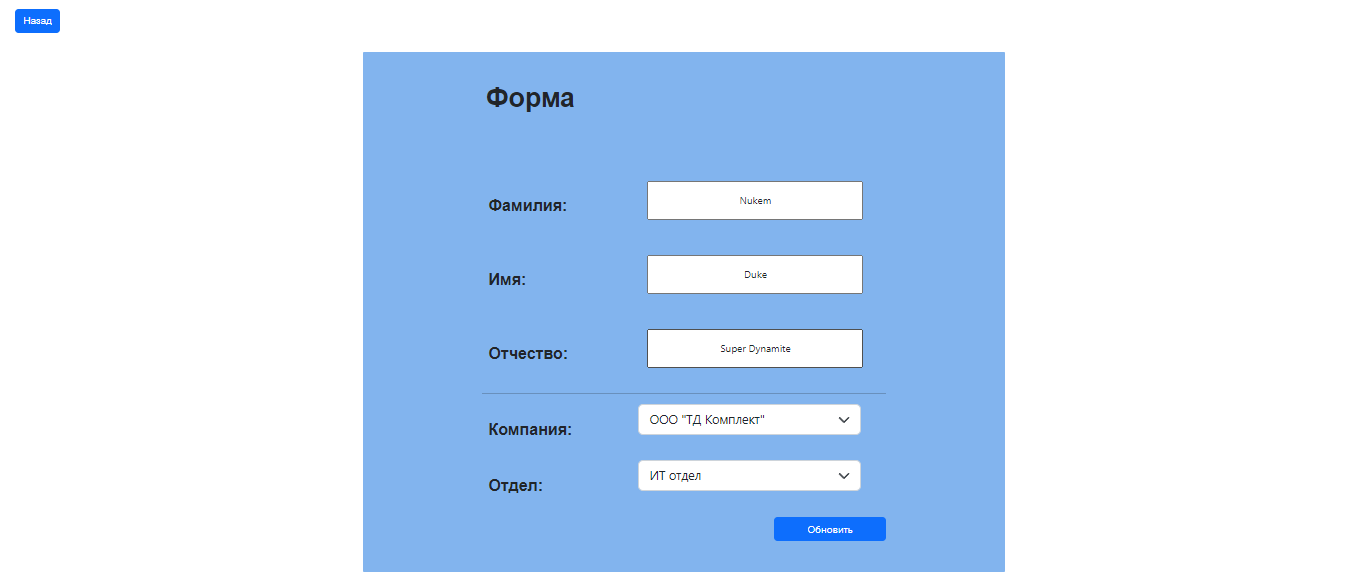 Назад
Форма
Фамилия:
Nukem
Имя:
Duke
Отчество:
Super Dynamite
Компания:
ООО "ТД Комплект"
Отдел:
ИТ отдел
Обновить